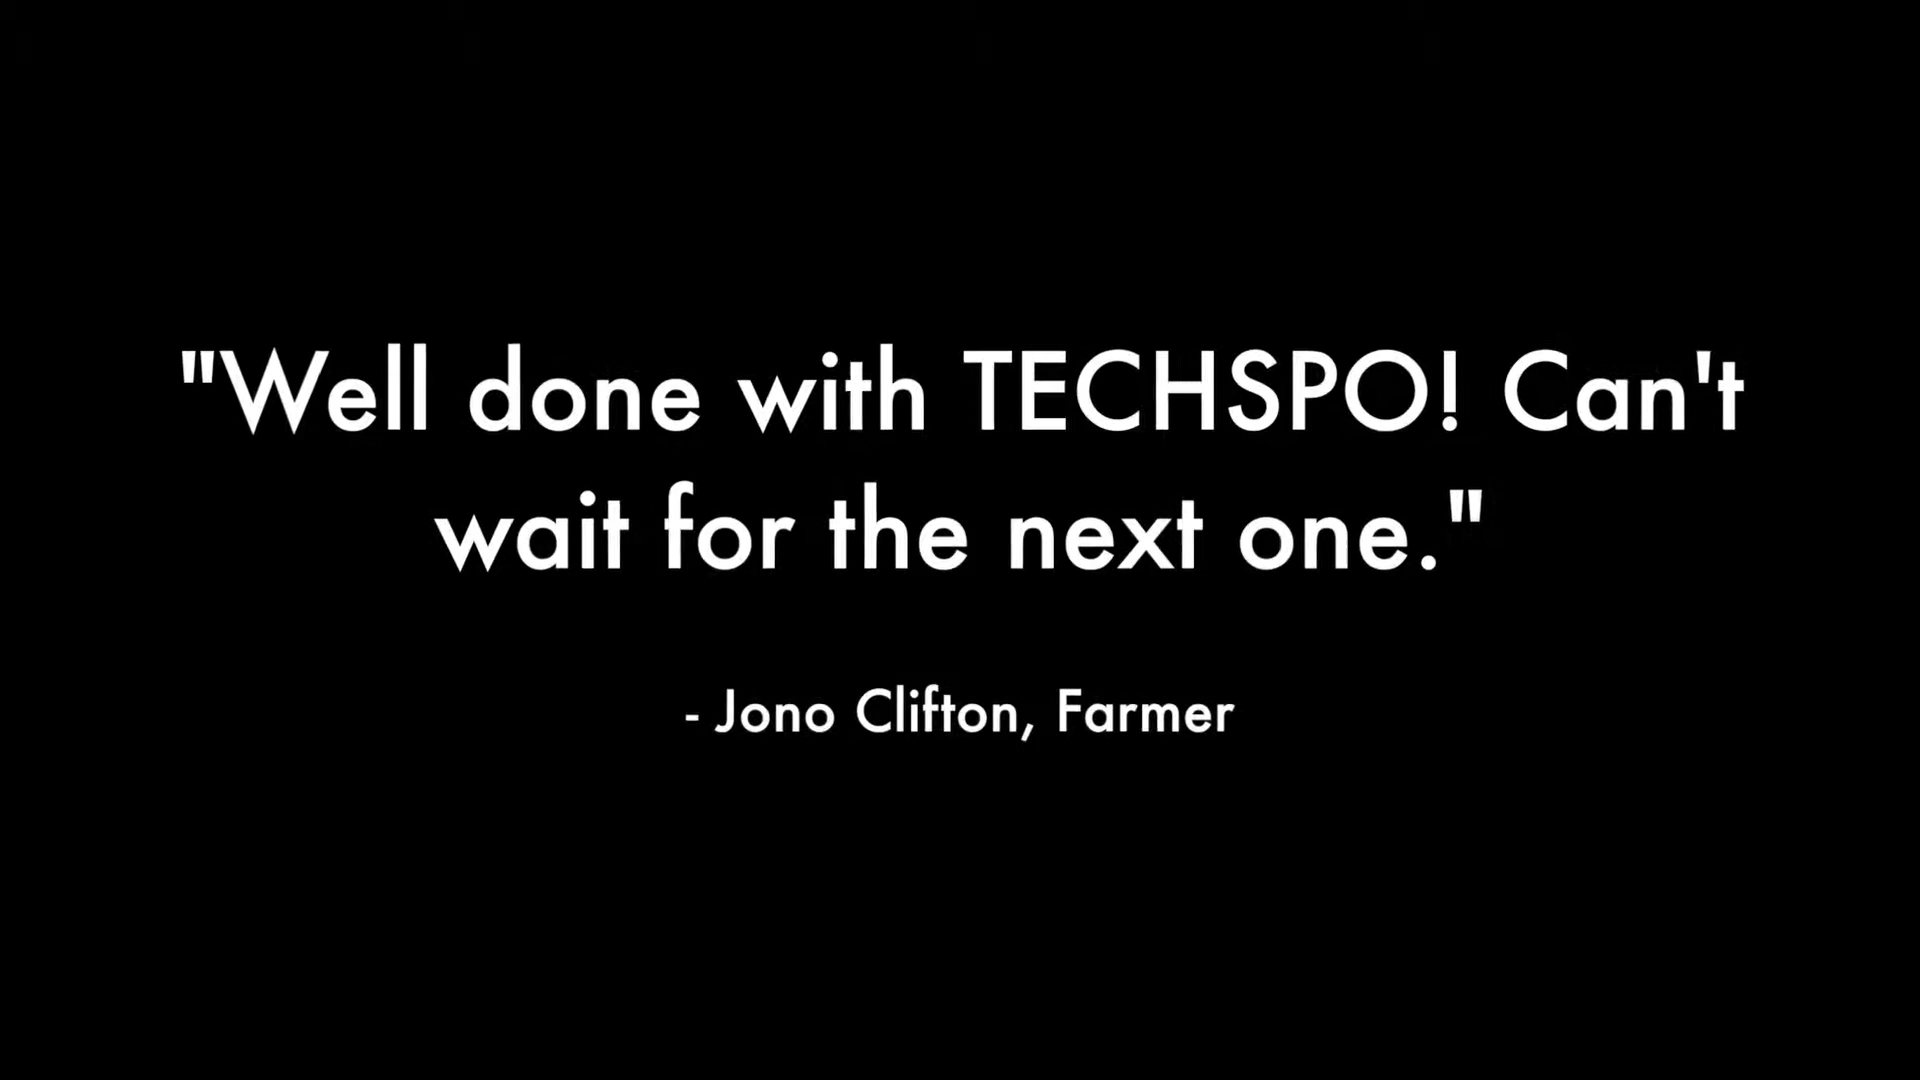 "Well done with TECHSPO! Can't
wait for the next one."
- Jono Clifton, Farmer